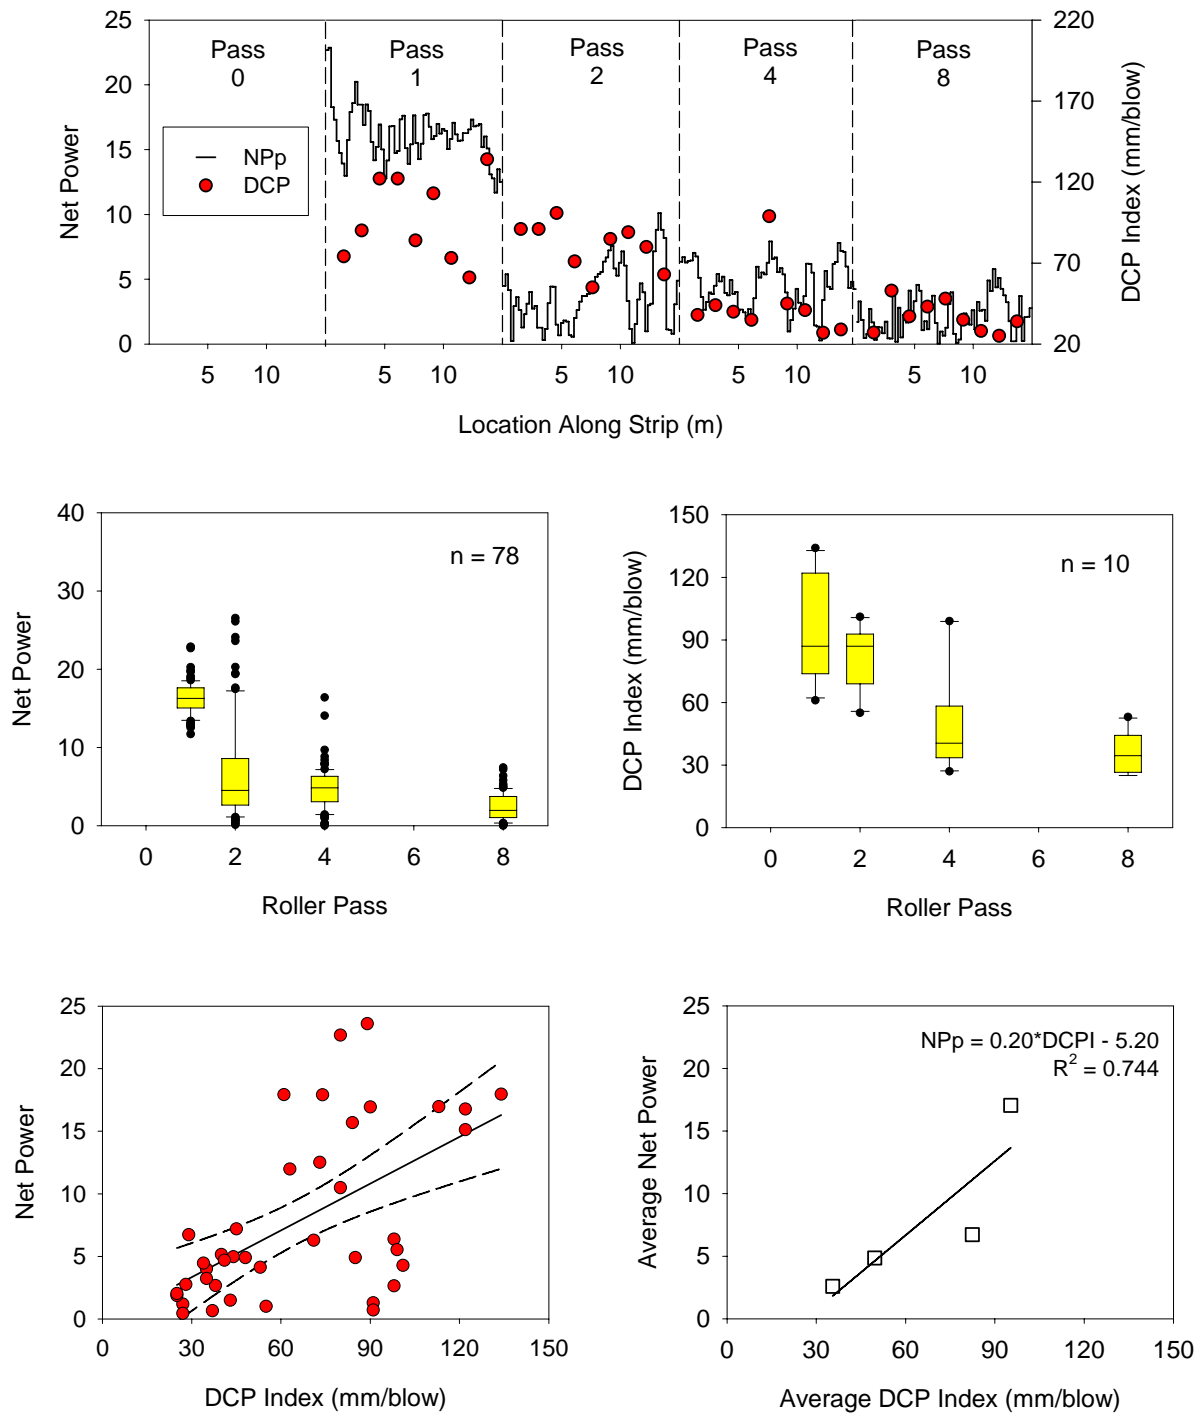 25
20
15
10
5
0
Net Power
Pass
0
Pass
1
Pass
2
Pass
4
Pass
8
NPp
DCP
220
170
120
70
20
DCP Index (mm/blow)
5 10 5 10 5 10 5 10 5 10
Location Along Strip (m)
40
30
20
10
0
Net Power
n = 78
0 2 4 6 8
Roller Pass
150
120
90
60
30
0
DCP Index (mm/blow)
n = 10
0 2 4 6 8
Roller Pass
25
20
15
10
5
0
Net Power
0 30 60 90 120 150
DCP Index (mm/blow)
25
20
15
10
5
0
Average Net Power
NPp = 0.20*DCPI - 5.20
R² = 0.744
0 30 60 90 120 150
Average DCP Index (mm/blow)